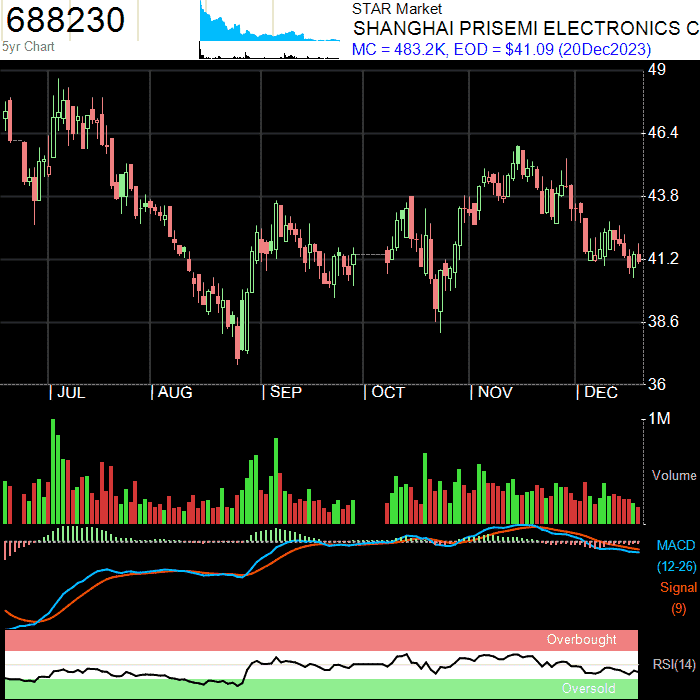 688230
5yr Chart
STAR Market
SHANGHAI PRISEMI ELECTRONICS C
MC = 483.2K, EOD = $41.09 (20Dec2023)
49
46.4
43.8
41.2
38.6
36
JUL
AUG
SEP
OCT
NOV
DEC
1M
Volume
MACD
(12-26)
Signal
(9)
Overbought
RSI(14)
Oversold